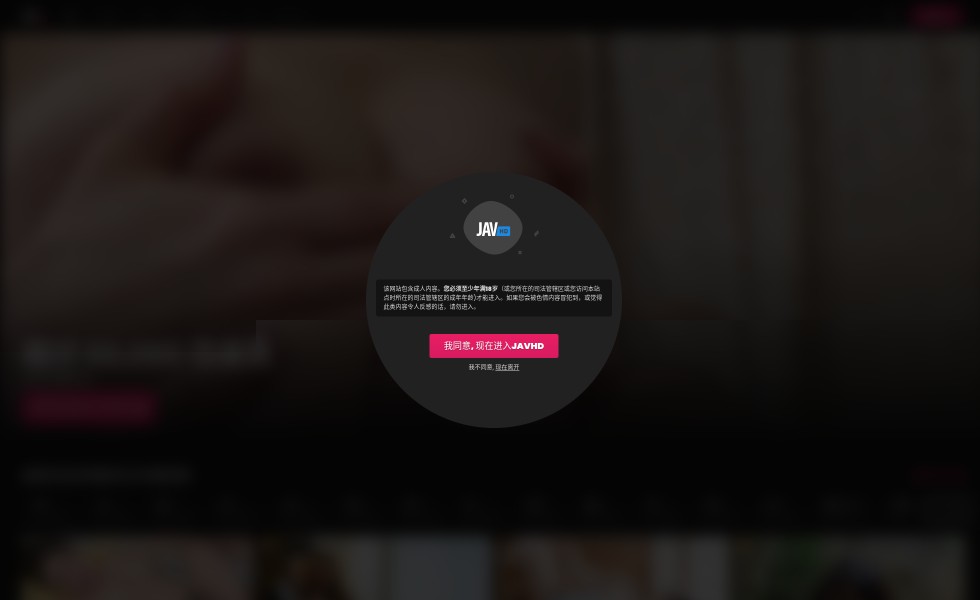 JAV HD
该网站包含成人内容。您必须至少年满18岁（或您所在的司法管辖区或您访问本站
点时所在的司法管辖区的成年年龄)才能进入。如果您会被色情内容冒犯到，或觉得
此类内容令人反感的话，请勿进入。
我同意, 现在进入JAVHD
我不同意, 现在离开